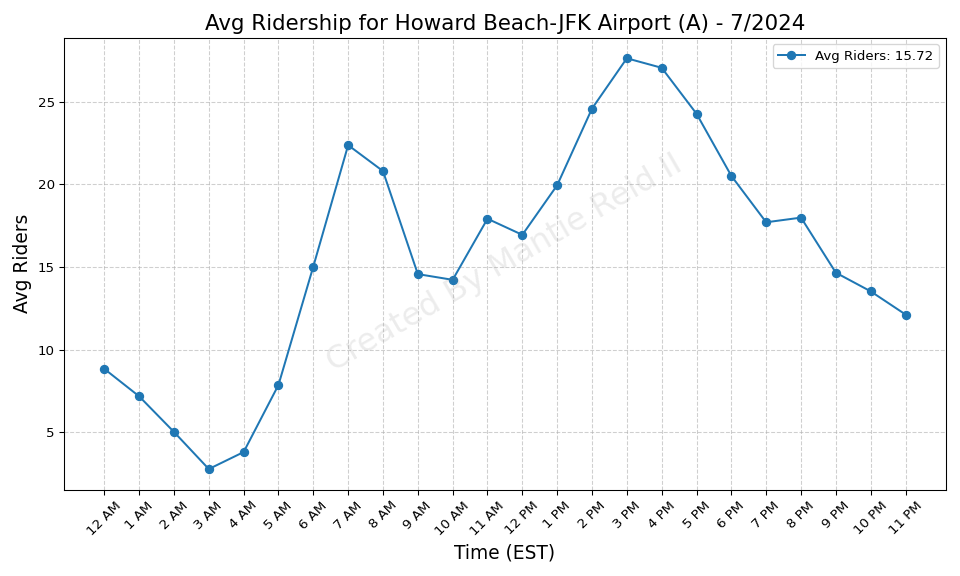 Avg Ridership for Howard Beach-JFK Airport (A) - 7/2024
Avg Riders: 15.72
25
20
15
10
5
Avg Riders
Created By Mantie Reid II
12 AM
1 AM
2 AM
3 AM
4 AM
5 AM
6 AM
7 AM
8 AM
9 AM
10 AM
11 AM
12 PM
1 PM
2 PM
3 PM
4 PM
5 PM
6 PM
7 PM
8 PM
9 PM
10 PM
11 PM
Time (EST)